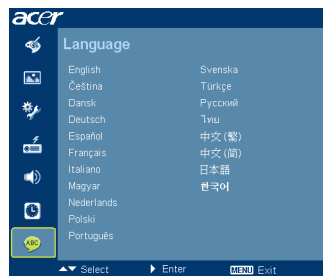 acer
Language
English
Čeština
Dansk
Deutsch
Español
Français
Italiano
Magyar
Nederlands
Polski
Português
Svenska
Türkçe
Русский
ไทย
中文 (繁)
中文 (简)
日本語
한국어
ABC
▲▼ Select ▶ Enter MENU Exit